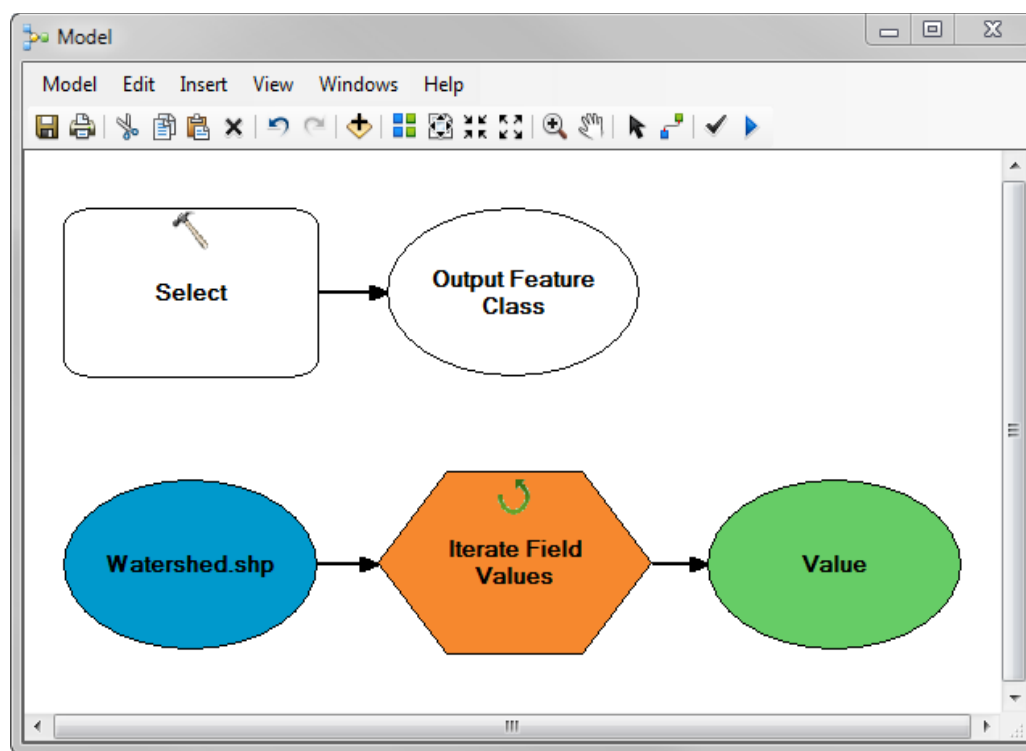 Model
Model Edit Insert View Windows Help
Select
Output Feature
Class
Watershed.shp
Iterate Field
Values
Value